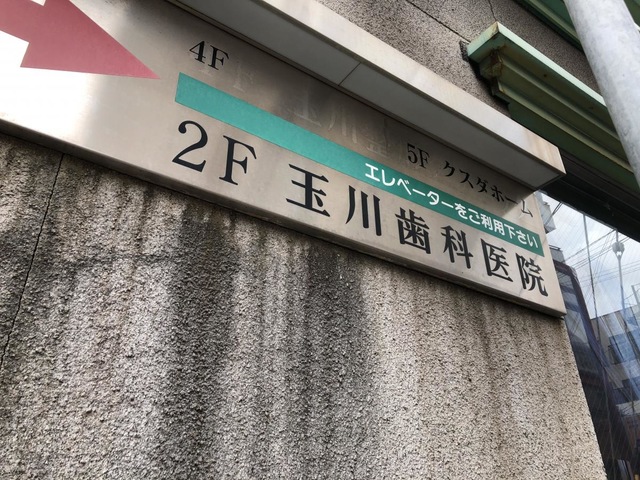 4F
5F クスダホーム
エレベーターをご利用下さい
2F 玉川歯科医院